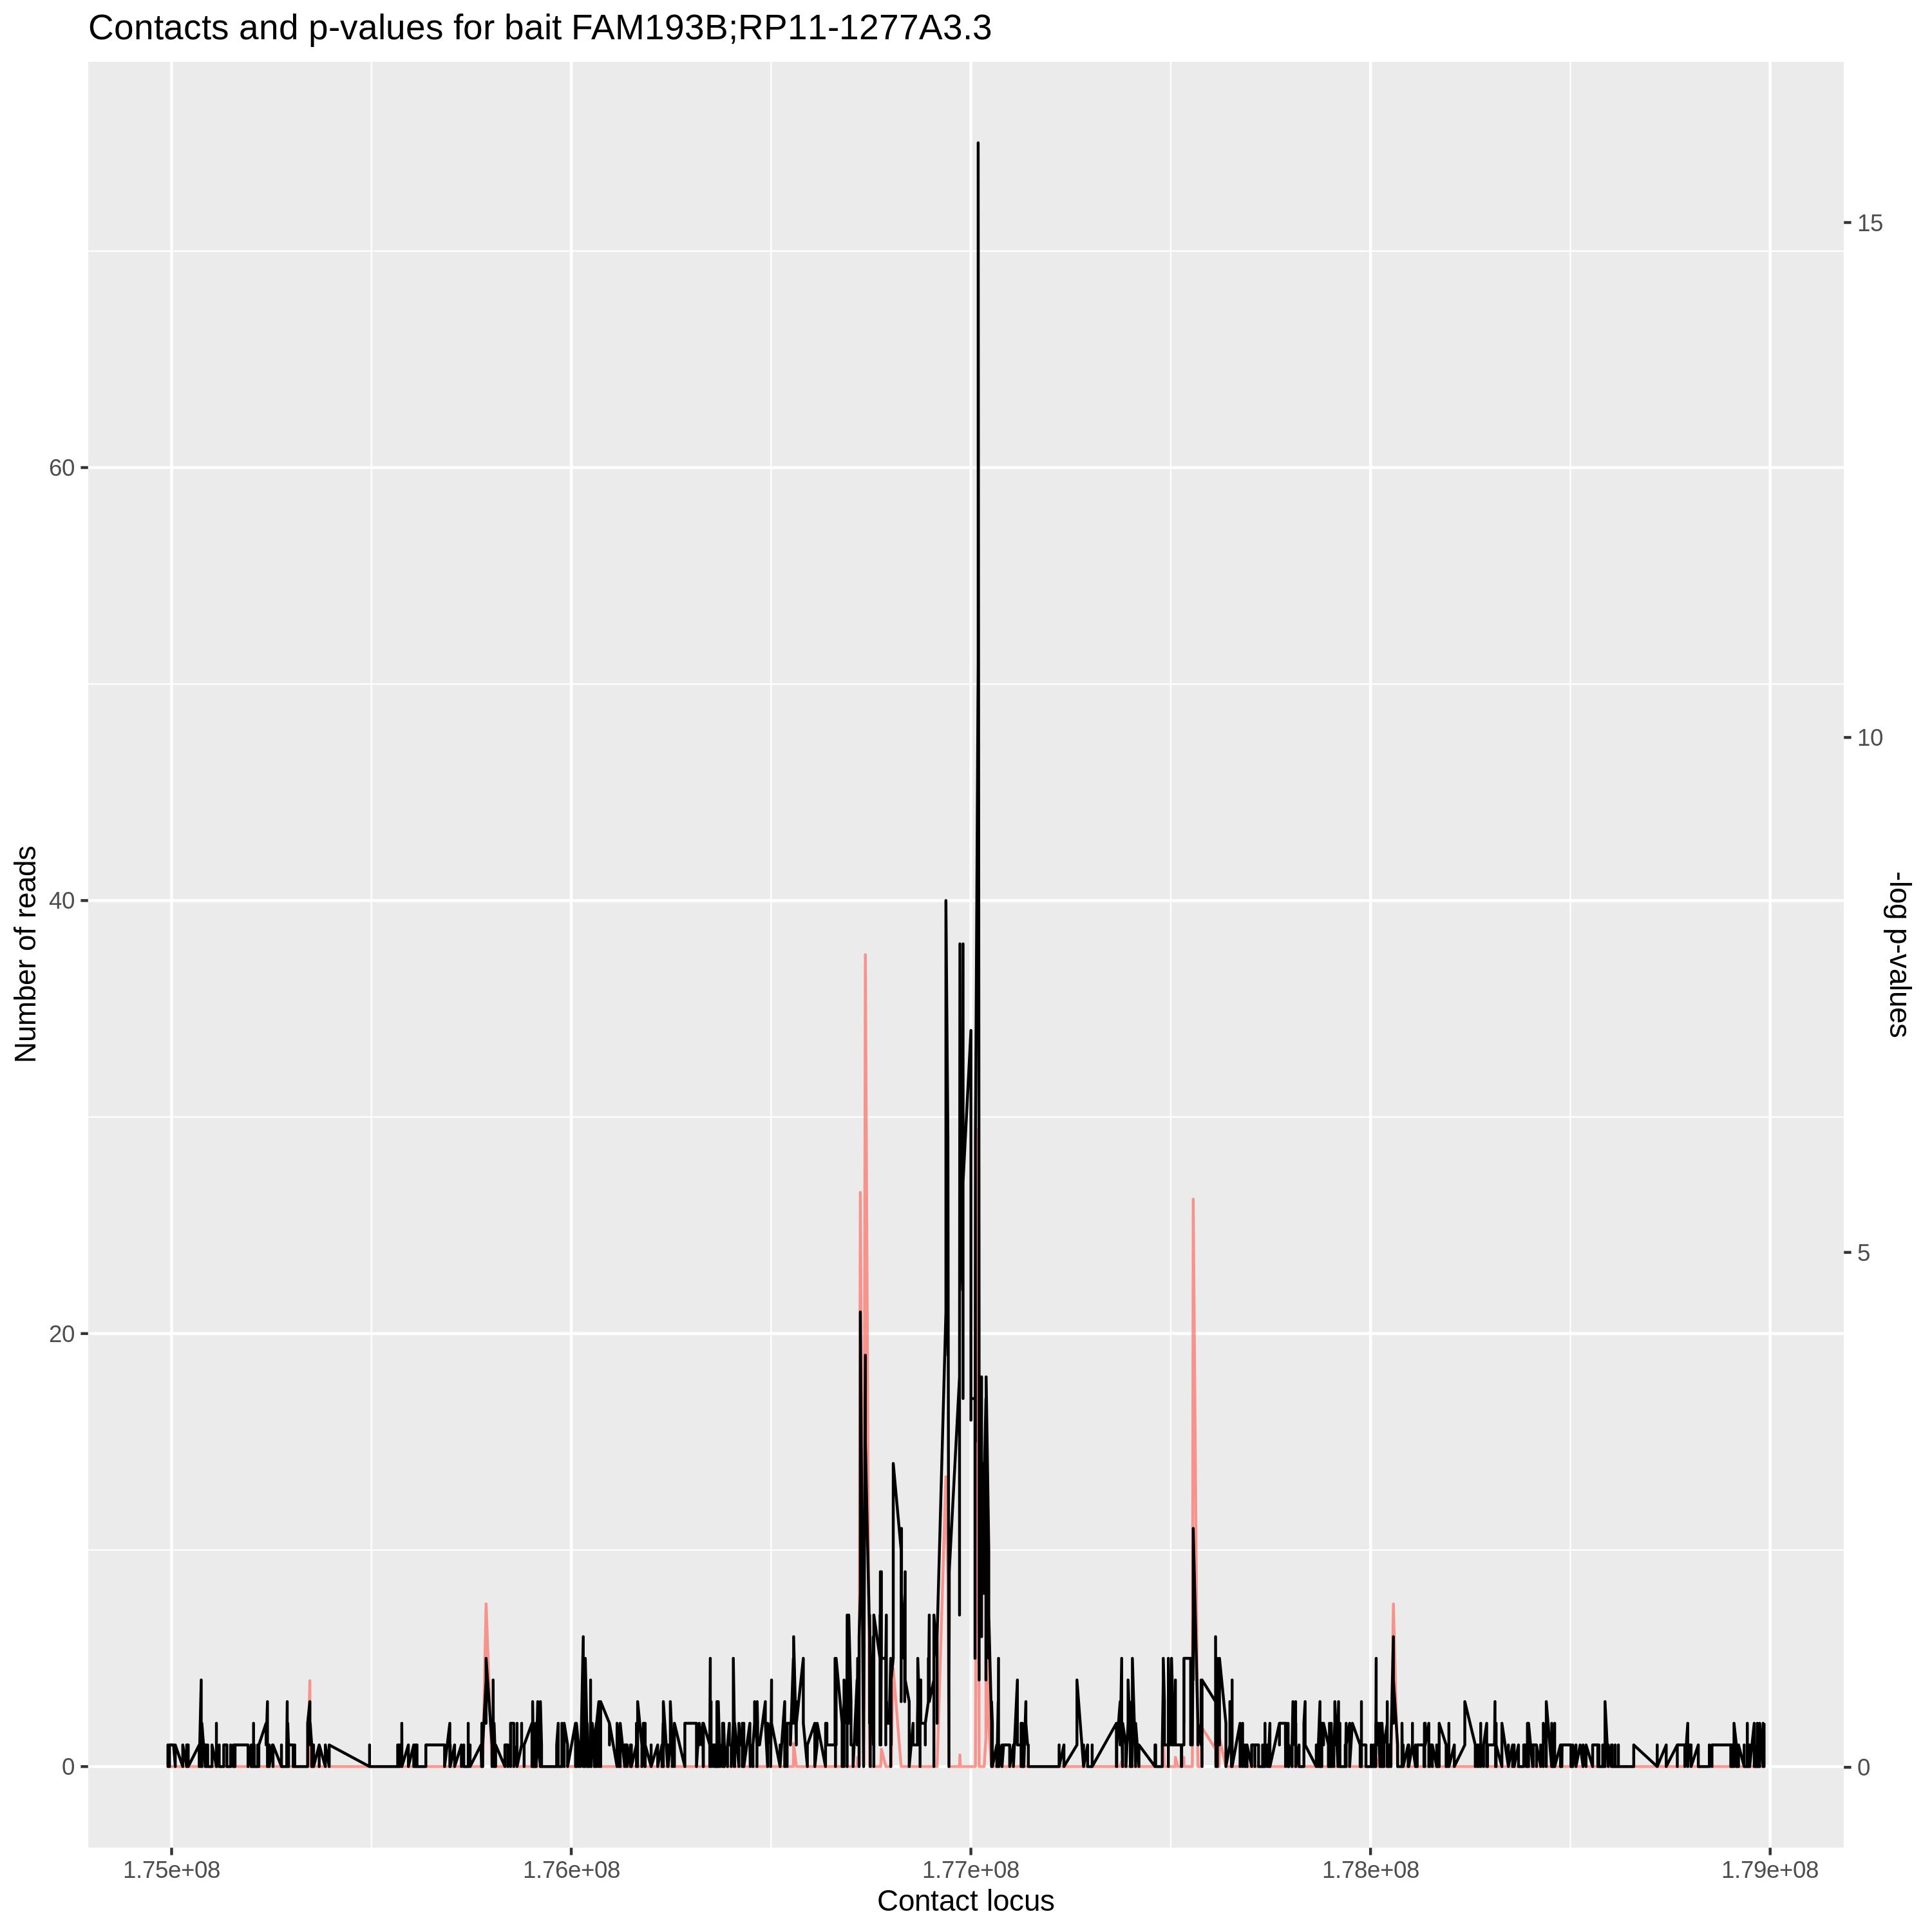 Contacts and p-values for bait FAM193B;RP11-1277A3.3
Number of reads
60
40
20
0
15
10
5
0
-log p-values
1.75e+08 1.76e+08 1.77e+08 1.78e+08 1.79e+08
Contact locus